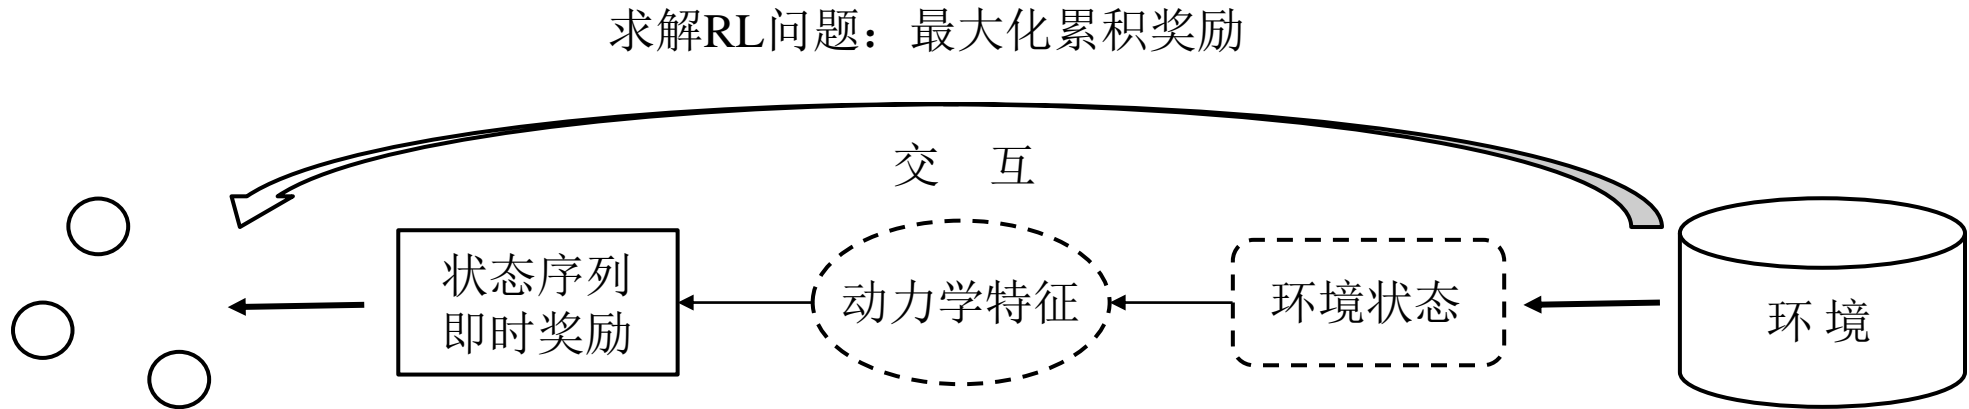 求解RL问题：最大化累积奖励
交 互
状态序列
即时奖励
动力学特征
环境状态
环 境